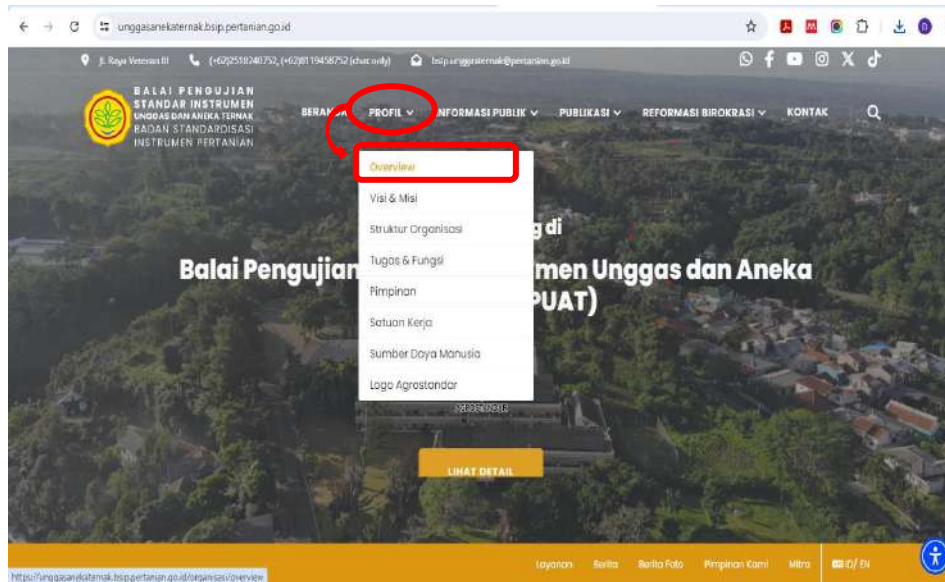 unggasanekaternak.bsip.pertanian.go.id
Jl. Raya Veteran III
(+62)2518240752, (+62)8119458752 (chat only)
BALAI PENGUJIAN
STANDAR INSTRUMEN
UNGGAS DAN ANEKA TERNAK
BADAN STANDARDISASI
INSTRUMEN PERTANIAN
PROFIL
INFORMASI PUBLIK
PUBLIKASI
REFORMASI BIROKRASI
KONTAK
Overview
Visi & Misi
Struktur Organisasi
Tugas & Fungsi
Pimpinan
Satuan Kerja
Sumber Daya Manusia
Logo Agrostandar
g di
Balai Pengujian men Unggas dan Aneka
PUAT)
LIHAT DETAIL
Layanan
Berita
Berita Foto
Pimpinan Kami
Mitra
ID/ EN
https://unggasanekaternak.bsip.pertanian.go.id/organisasi/overview